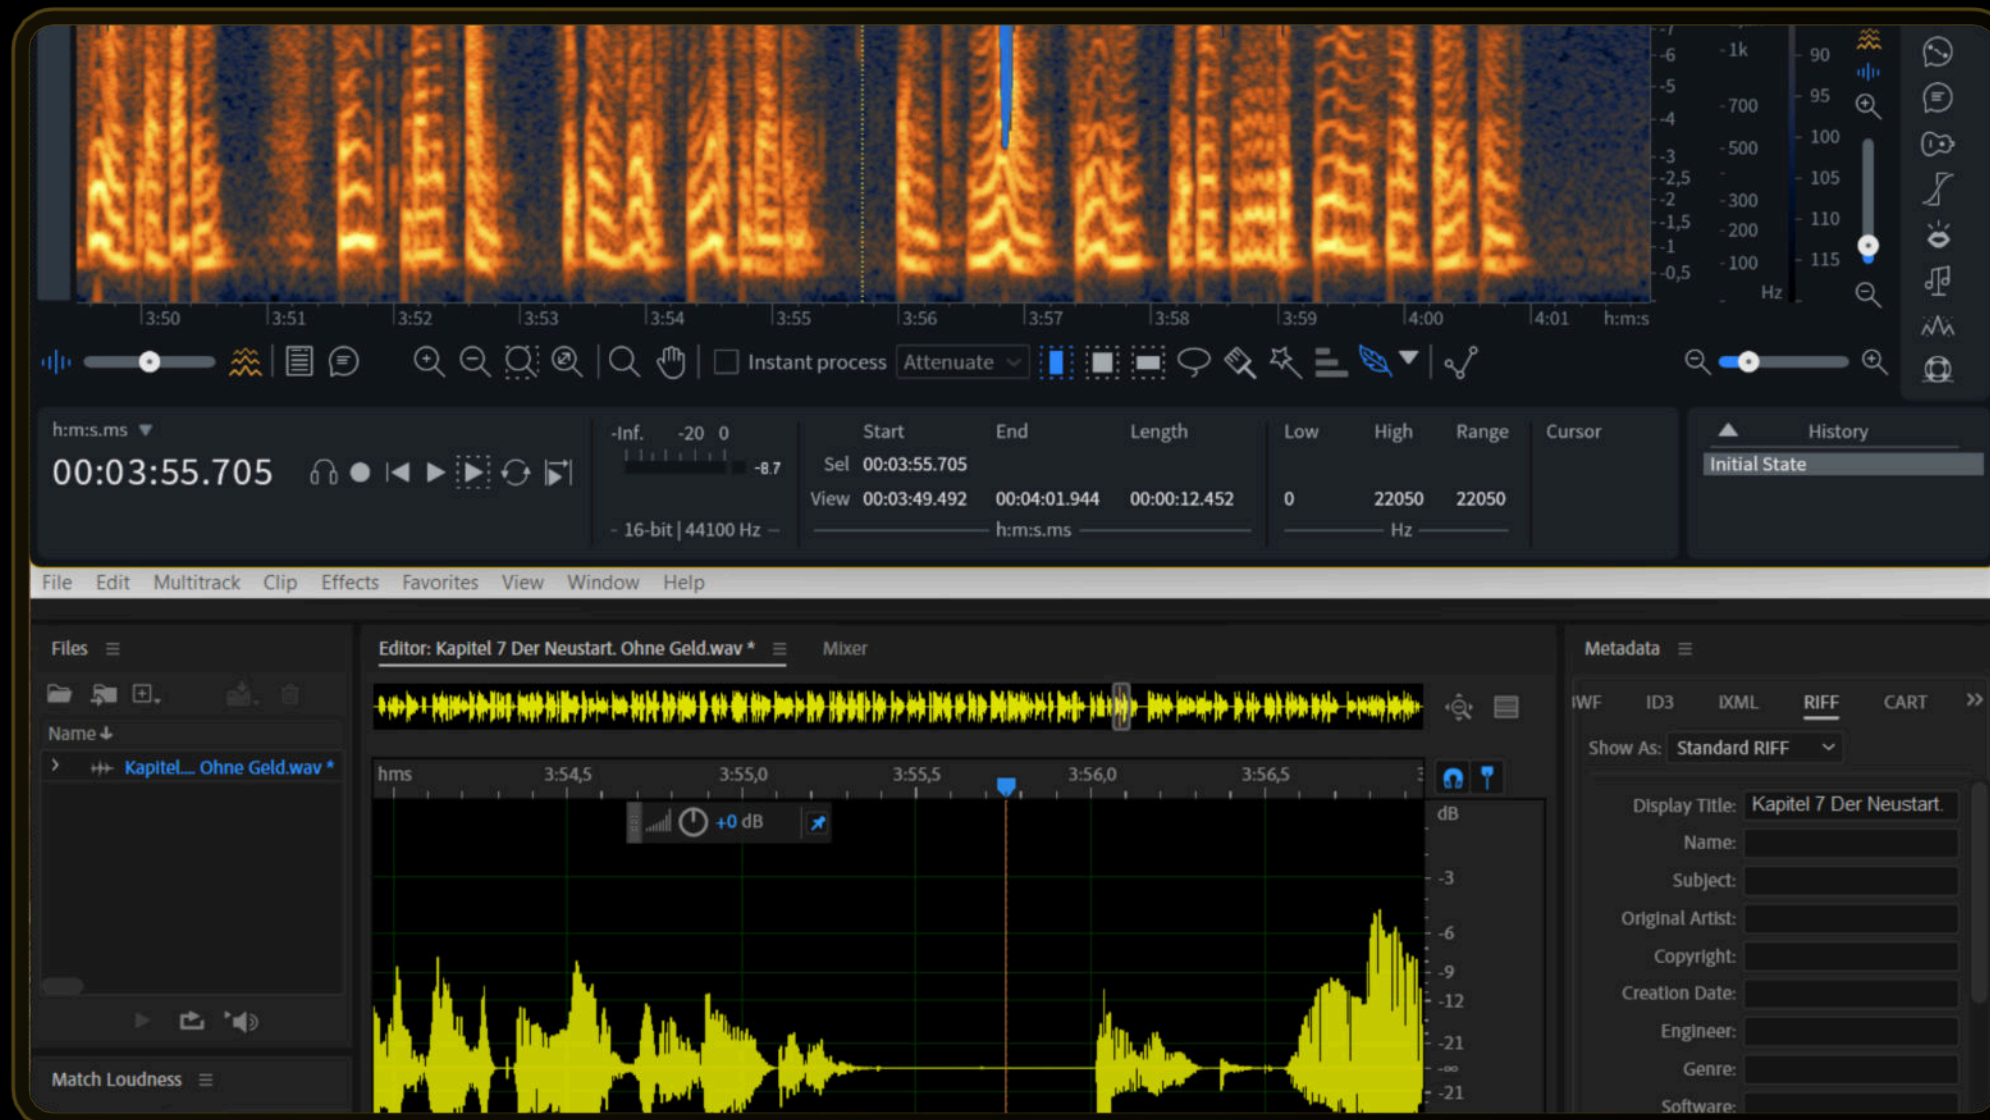 -7
-6
-5
-4
-3
-2,5
-2
-1,5
-1
-0,5
-1k
-700
-500
-300
-200
-100
Hz
90
95
100
105
110
115
3:50 3:51 3:52 3:53 3:54 3:55 3:56 3:57 3:58 3:59 4:00 4:01 h:m:s
Instant process Attenuate
h:m:s.ms
00:03:55.705
-Inf. -20 0
-8.7
16-bit | 44100 Hz
Start End Length
Sel 00:03:55.705
View 00:03:49.492 00:04:01.944 00:00:12.452
h:m:s.ms
Low High Range Cursor
0 22050 22050
Hz
History
Initial State
File Edit Multitrack Clip Effects Favorites View Window Help
Files
Name
Kapitel... Ohne Geld.wav *
Match Loudness
Editor: Kapitel 7 Der Neustart. Ohne Geld.wav * Mixer
hms 3:54,5 3:55,0 3:55,5 3:56,0 3:56,5
+0 dB
dB
-3
-6
-9
-12
-21
-∞
-21
Metadata
WF ID3 IXML RIFF CART
Show As: Standard RIFF
Display Title: Kapitel 7 Der Neustart.
Name:
Subject:
Original Artist:
Copyright:
Creation Date:
Engineer:
Genre:
Software: